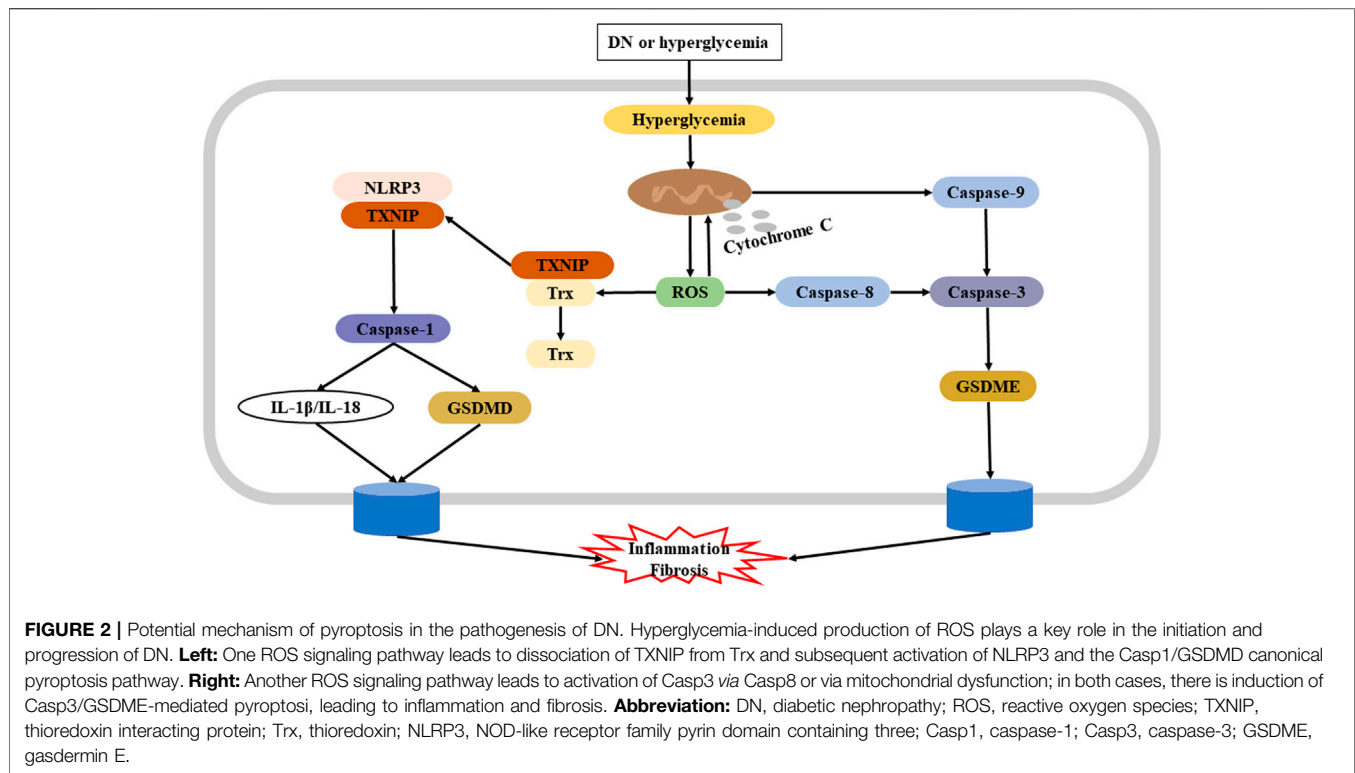 DN or hyperglycemia
Hyperglycemia
NLRP3
TXNIP
Caspase-9
Cytochrome C
TXNIP
Trx
ROS
Caspase-8
Caspase-3
Caspase-1
Trx
IL-1β/IL-18
GSDMD
GSDME
Inflammation
Fibrosis
FIGURE 2 | Potential mechanism of pyroptosis in the pathogenesis of DN. Hyperglycemia-induced production of ROS plays a key role in the initiation and
progression of DN. Left: One ROS signaling pathway leads to dissociation of TXNIP from Trx and subsequent activation of NLRP3 and the Casp1/GSDMD canonical
pyroptosis pathway. Right: Another ROS signaling pathway leads to activation of Casp3 via Casp8 or via mitochondrial dysfunction; in both cases, there is induction of
Casp3/GSDME-mediated pyroptosi, leading to inflammation and fibrosis. Abbreviation: DN, diabetic nephropathy; ROS, reactive oxygen species; TXNIP,
thioredoxin interacting protein; Trx, thioredoxin; NLRP3, NOD-like receptor family pyrin domain containing three; Casp1, caspase-1; Casp3, caspase-3; GSDME,
gasdermin E.